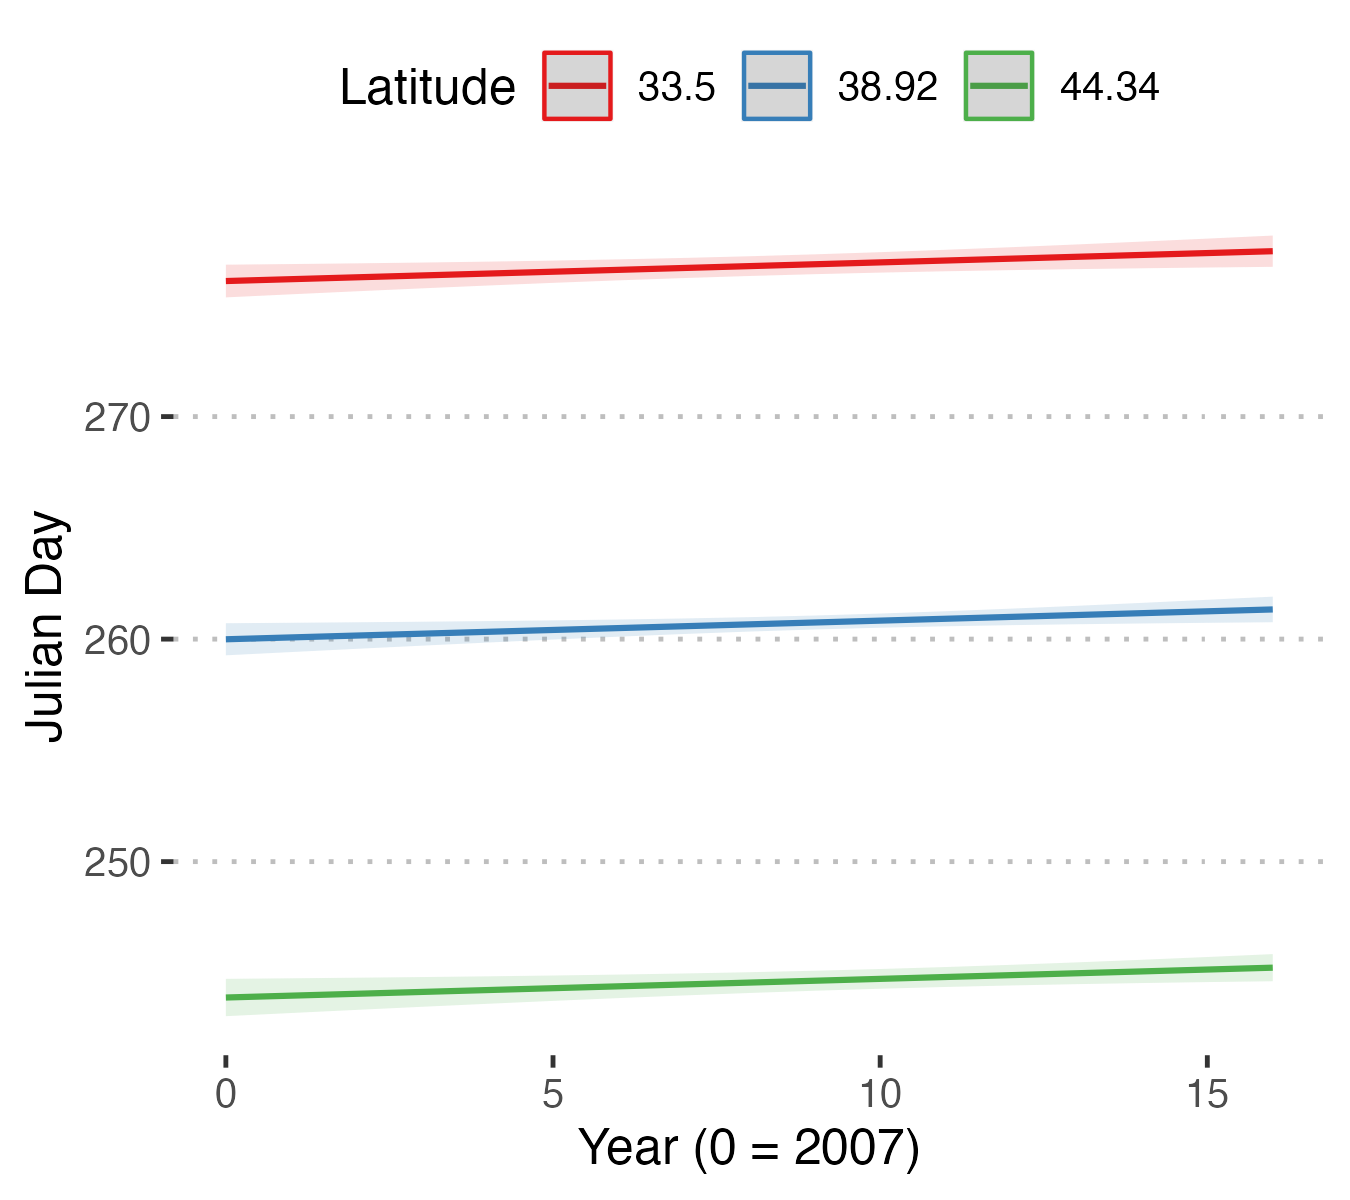 Latitude 33.5 38.92 44.34
270
260
250
Julian Day
0 5 10 15
Year (0 = 2007)